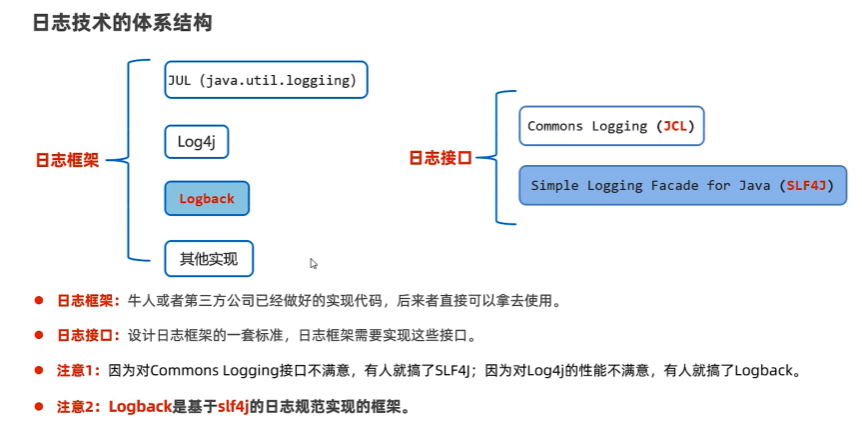 日志技术的体系结构
日志框架
JUL (java.util.loggiing)
Log4j
Logback
其他实现
日志接口
Commons Logging (JCL)
Simple Logging Facade for Java (SLF4J)
日志框架：牛人或者第三方公司已经做好的实现代码，后来者直接可以拿去使用。
日志接口：设计日志框架的一套标准，日志框架需要实现这些接口。
注意1：因为对Commons Logging接口不满意，有人就搞了SLF4J；因为对Log4j的性能不满意，有人就搞了Logback。
注意2：Logback是基于slf4j的日志规范实现的框架。